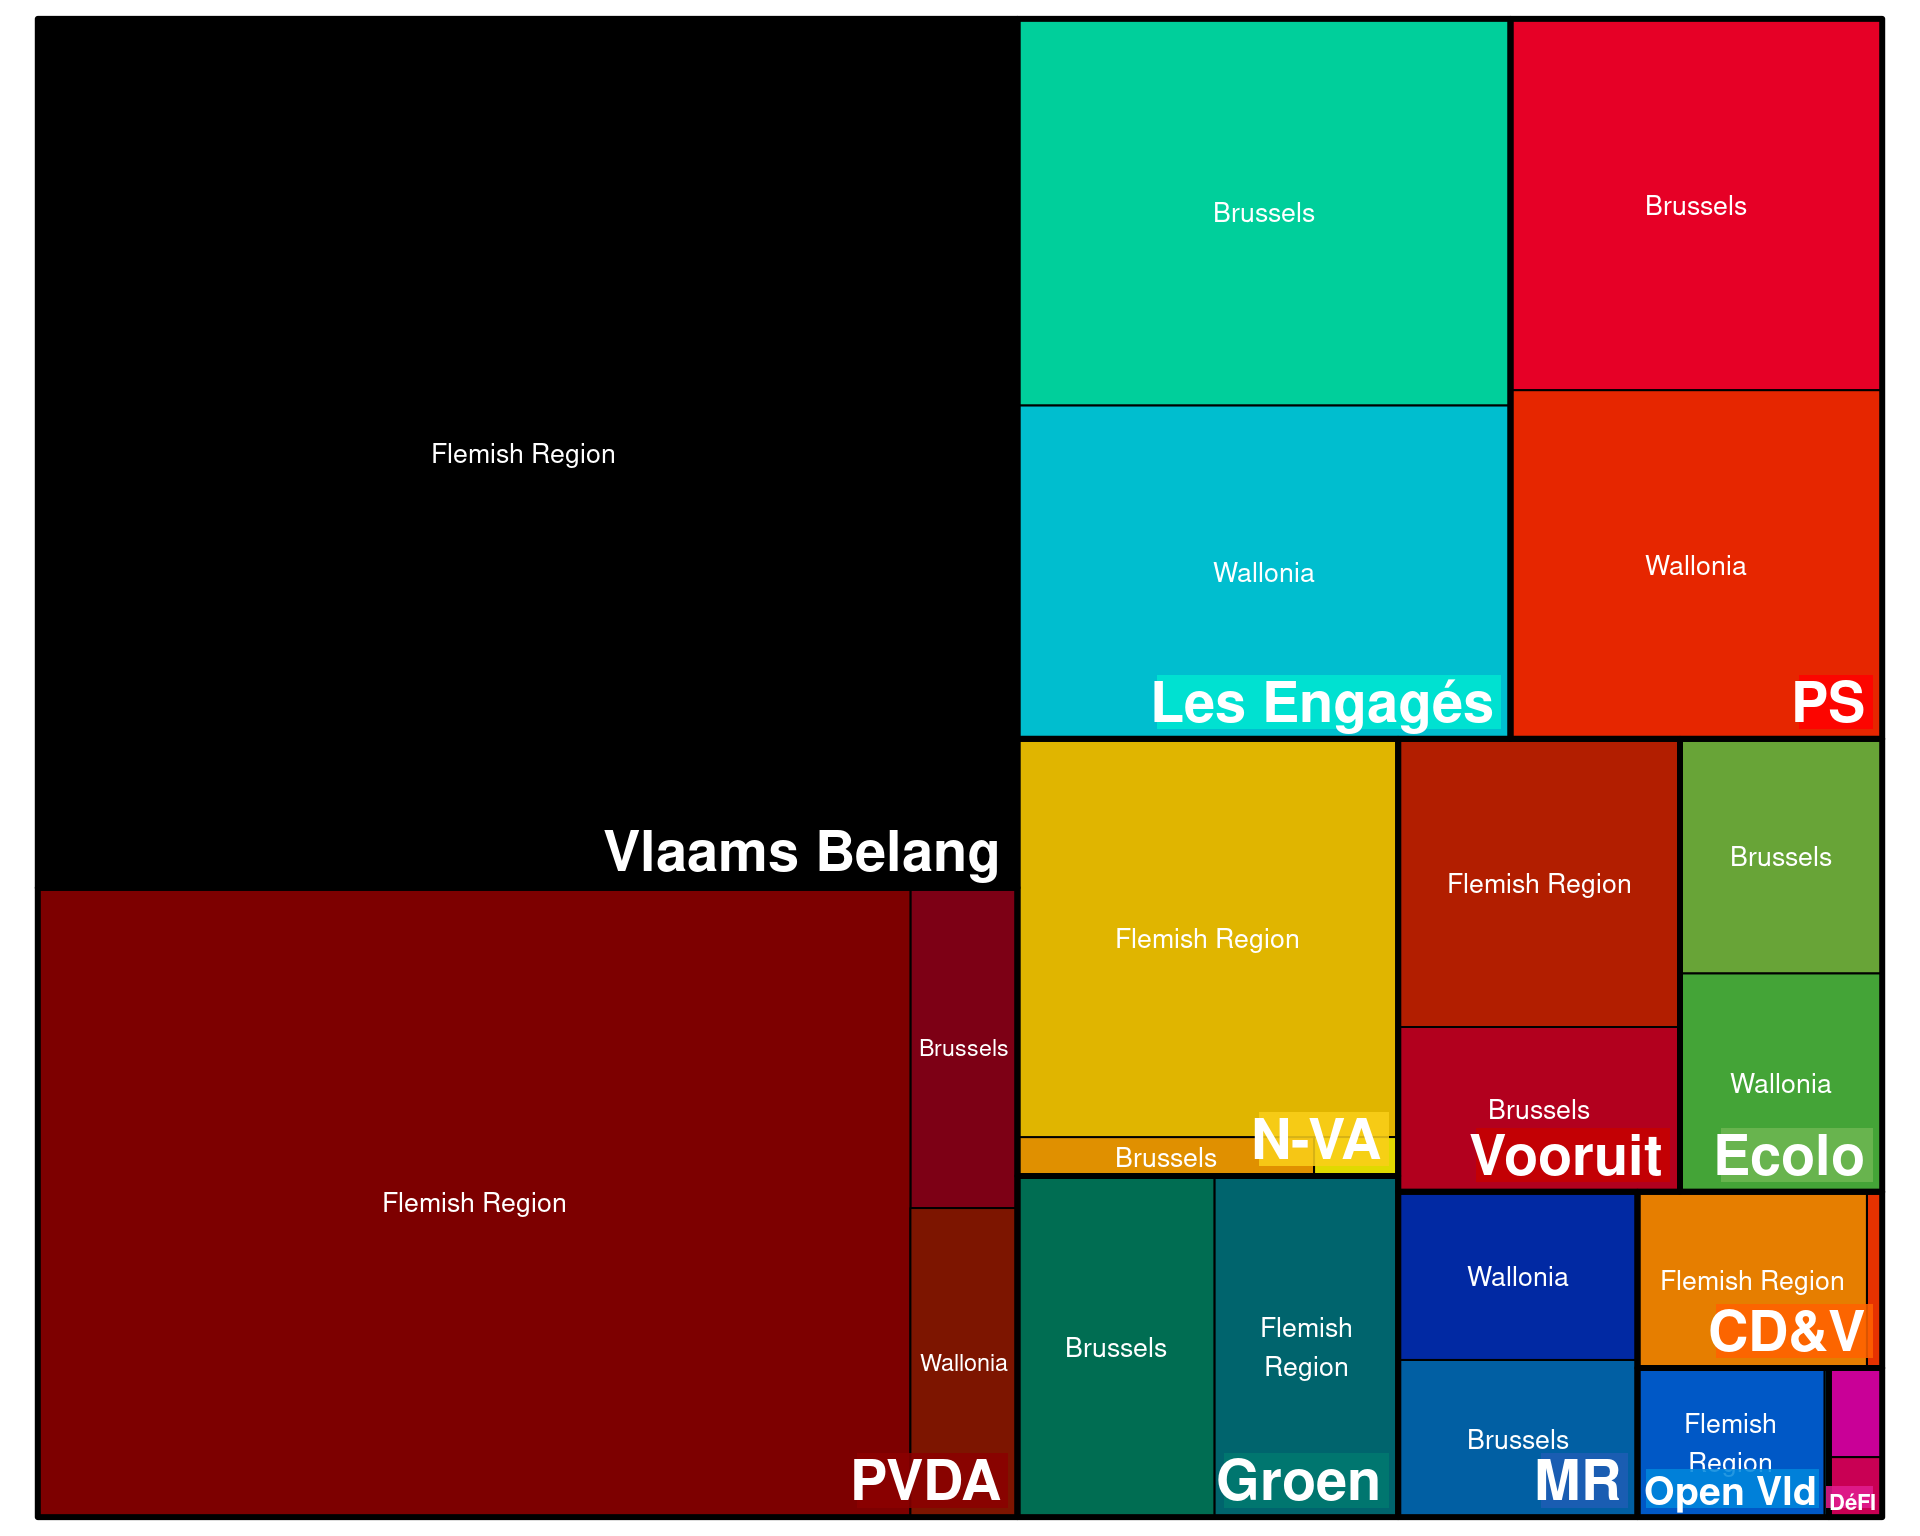 Flemish Region
Vlaams Belang
Flemish Region
Brussels
Wallonia
PVDA
Brussels
Wallonia
Les Engagés
Brussels
Wallonia
PS
Flemish Region
Brussels
N-VA
Flemish Region
Brussels
Vooruit
Brussels
Wallonia
Ecolo
Brussels
Flemish
Region
Groen
Wallonia
Brussels
MR
Flemish Region
CD&V
Flemish
Region
Open Vld
DéFI